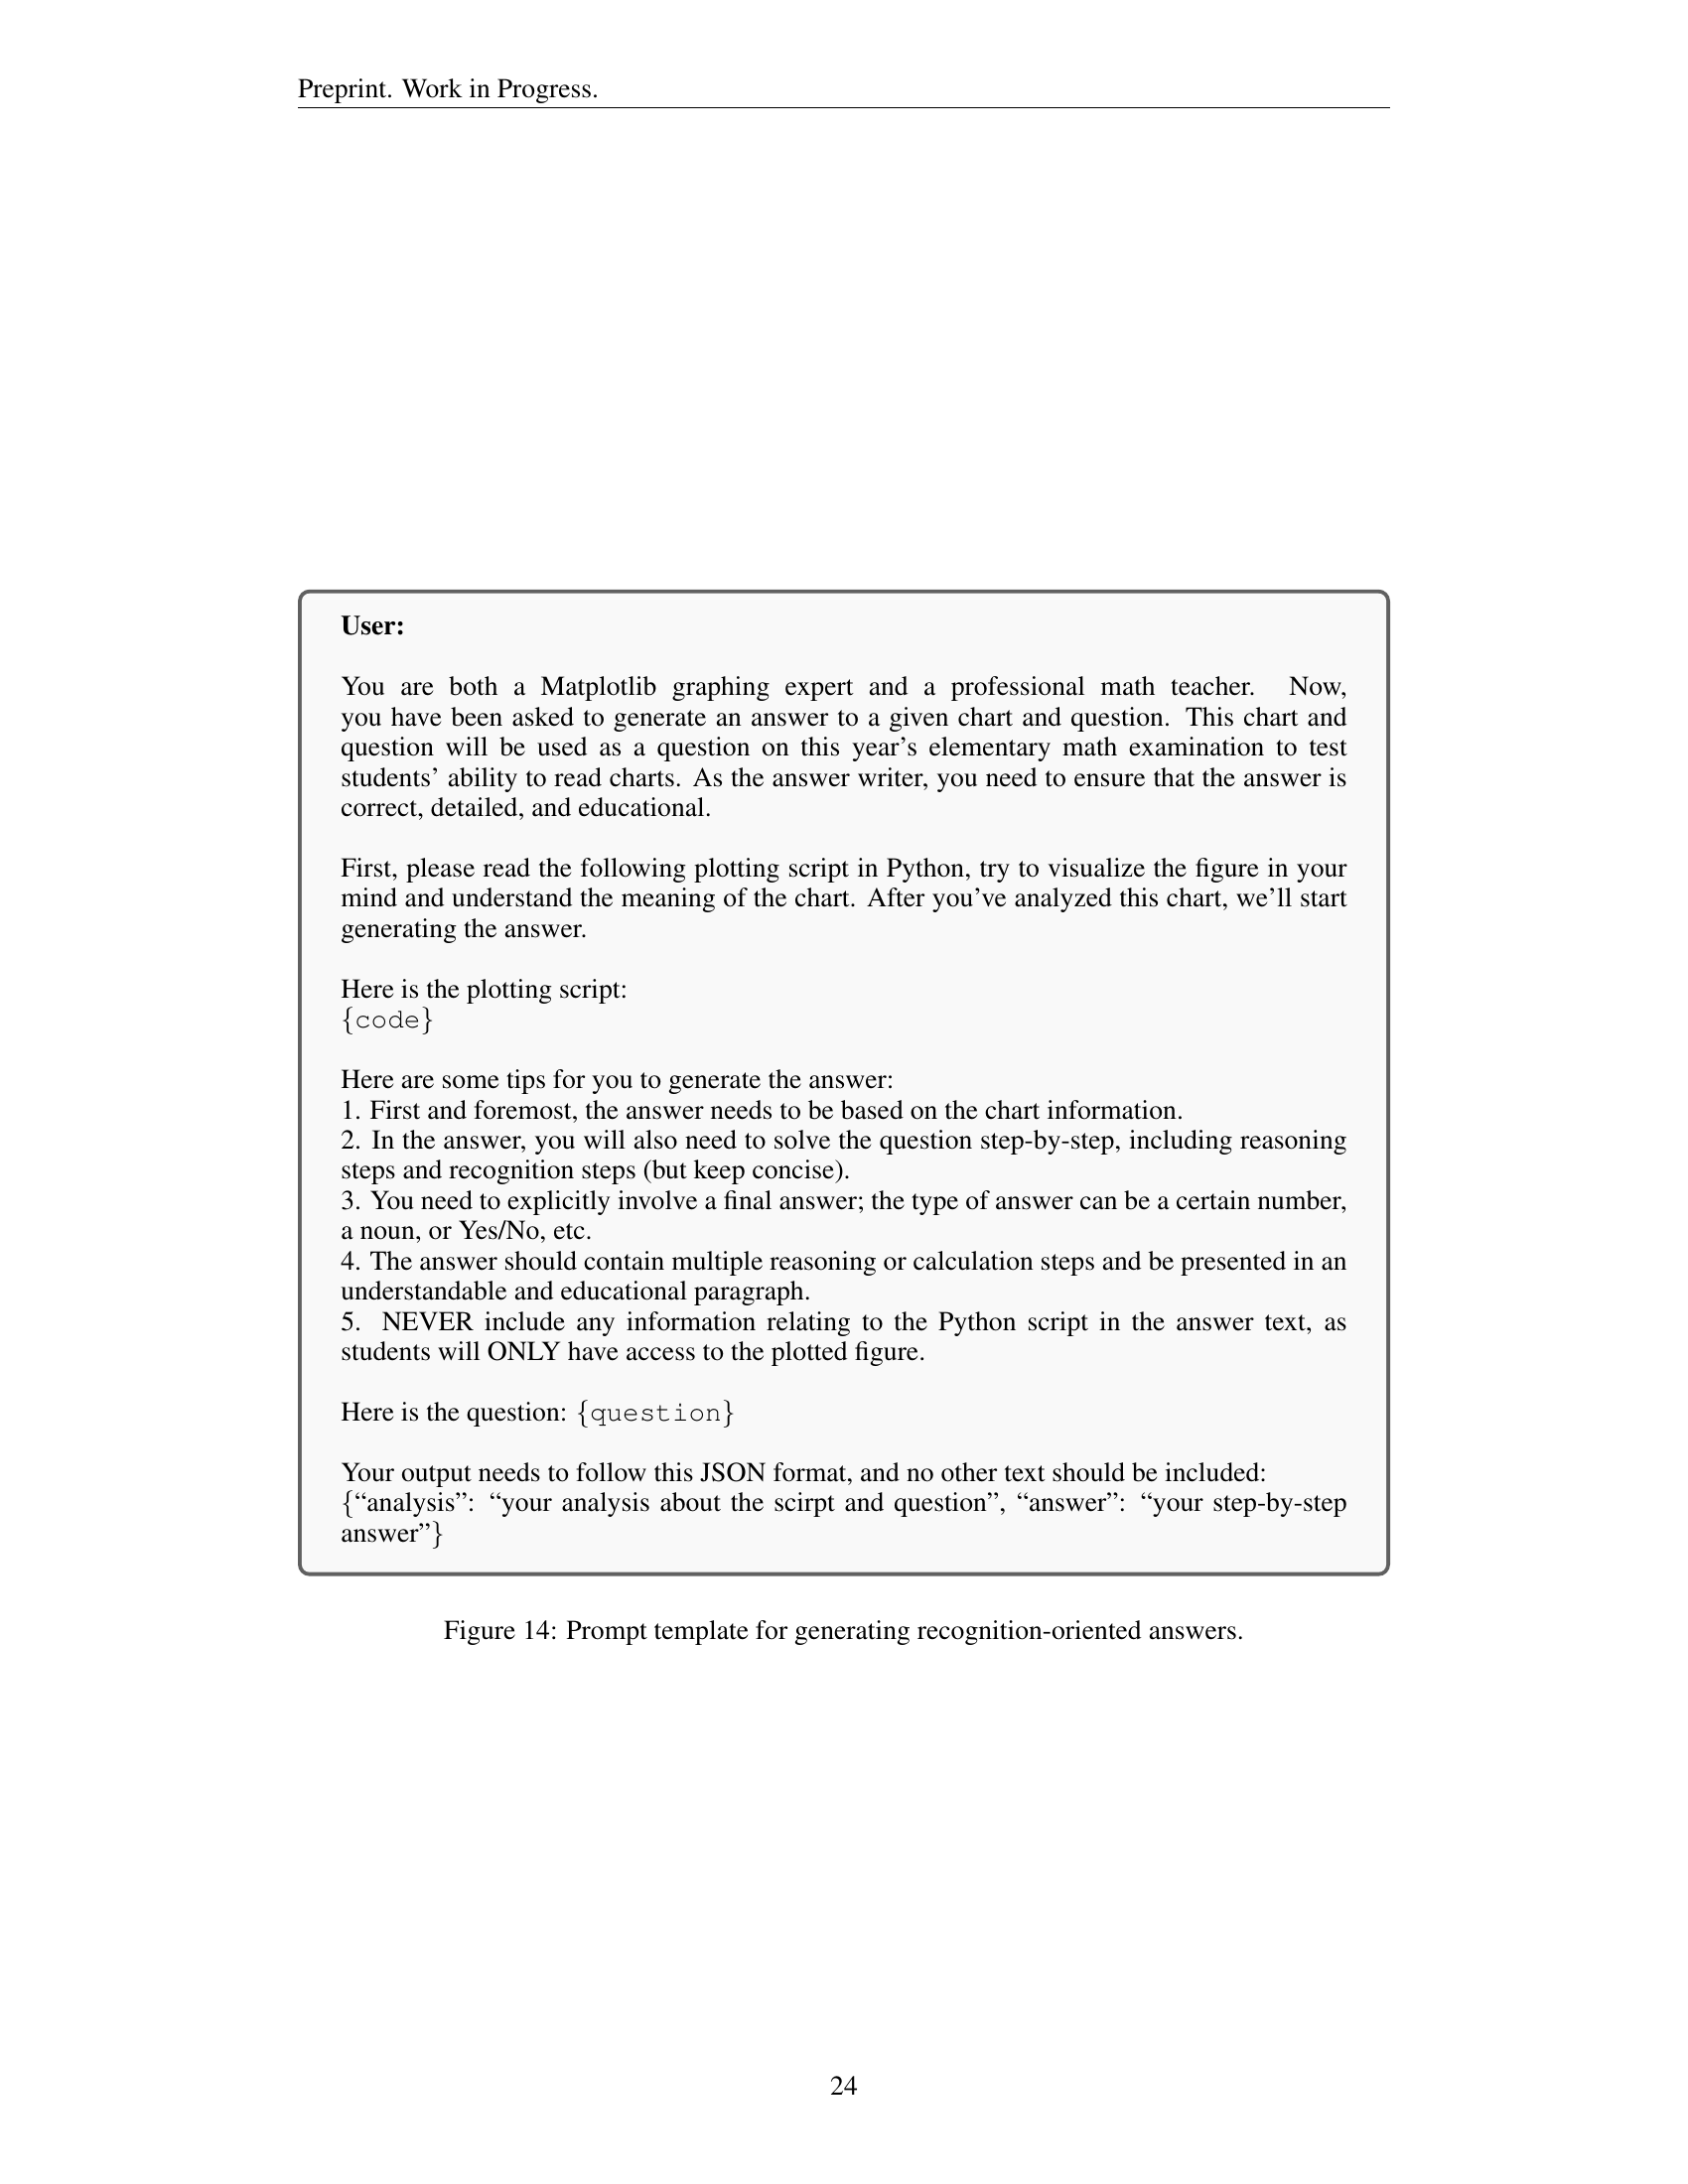 Preprint. Work in Progress.
User:
You are both a Matplotlib graphing expert and a professional math teacher. Now,
you have been asked to generate an answer to a given chart and question. This chart and
question will be used as a question on this year's elementary math examination to test
students' ability to read charts. As the answer writer, you need to ensure that the answer is
correct, detailed, and educational.
First, please read the following plotting script in Python, try to visualize the figure in your
mind and understand the meaning of the chart. After you've analyzed this chart, we'll start
generating the answer.
Here is the plotting script:
{code}
Here are some tips for you to generate the answer:
1. First and foremost, the answer needs to be based on the chart information.
2. In the answer, you will also need to solve the question step-by-step, including reasoning
steps and recognition steps (but keep concise).
3. You need to explicitly involve a final answer; the type of answer can be a certain number,
a noun, or Yes/No, etc.
4. The answer should contain multiple reasoning or calculation steps and be presented in an
understandable and educational paragraph.
5. NEVER include any information relating to the Python script in the answer text, as
students will ONLY have access to the plotted figure.
Here is the question: {question}
Your output needs to follow this JSON format, and no other text should be included:
{“analysis”: “your analysis about the scirpt and question”, “answer”: “your step-by-step
answer”}
Figure 14: Prompt template for generating recognition-oriented answers.
24